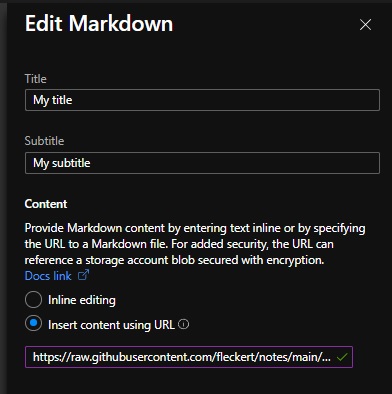 Edit Markdown
Title
My title
Subtitle
My subtitle
Content
Provide Markdown content by entering text inline or by specifying
the URL to a Markdown file. For added security, the URL can
reference a storage account blob secured with encryption.
Docs link
Inline editing
Insert content using URL
https://raw.githubusercontent.com/fleckert/notes/main/...